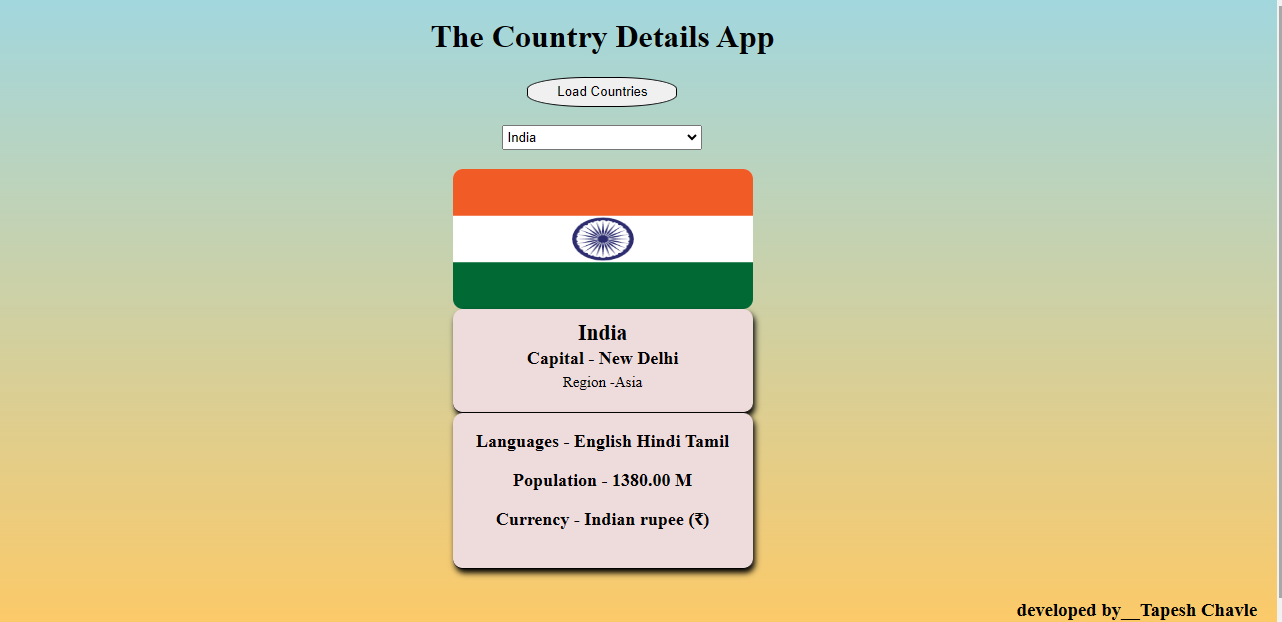 The Country Details App
Load Countries
India
India
Capital - New Delhi
Region -Asia
Languages - English Hindi Tamil
Population - 1380.00 M
Currency - Indian rupee (₹)
developed by__Tapesh Chavle